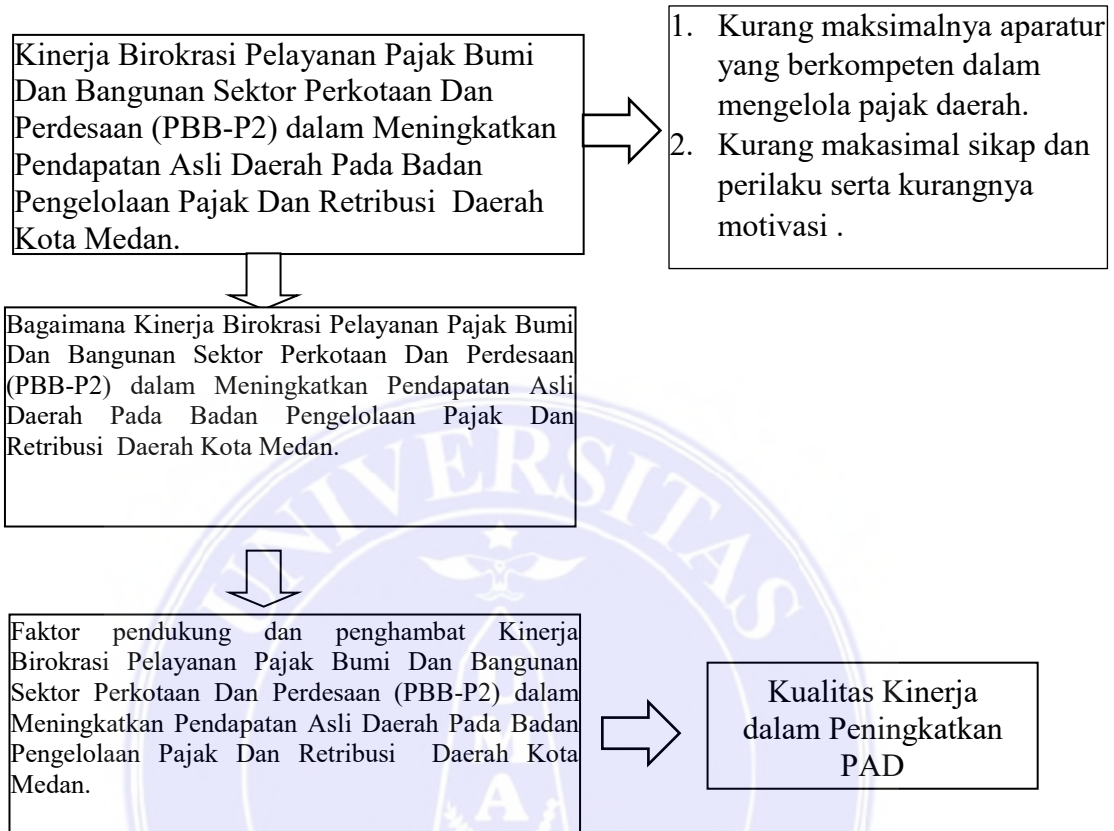 Kinerja Birokrasi Pelayanan Pajak Bumi
Dan Bangunan Sektor Perkotaan Dan
Perdesaan (PBB-P2) dalam Meningkatkan
Pendapatan Asli Daerah Pada Badan
Pengelolaan Pajak Dan Retribusi Daerah
Kota Medan.
1. Kurang maksimalnya aparatur
yang berkompeten dalam
mengelola pajak daerah.
2. Kurang makasimal sikap dan
perilaku serta kurangnya
motivasi .
Bagaimana Kinerja Birokrasi Pelayanan Pajak Bumi
Dan Bangunan Sektor Perkotaan Dan Perdesaan
(PBB-P2) dalam Meningkatkan Pendapatan Asli
Daerah Pada Badan Pengelolaan Pajak Dan
Retribusi Daerah Kota Medan.
UNIVERSITAS
Faktor pendukung dan penghambat Kinerja
Birokrasi Pelayanan Pajak Bumi Dan Bangunan
Sektor Perkotaan Dan Perdesaan (PBB-P2) dalam
Meningkatkan Pendapatan Asli Daerah Pada Badan
Pengelolaan Pajak Dan Retribusi Daerah Kota
Medan.
Kualitas Kinerja
dalam Peningkatkan
PAD